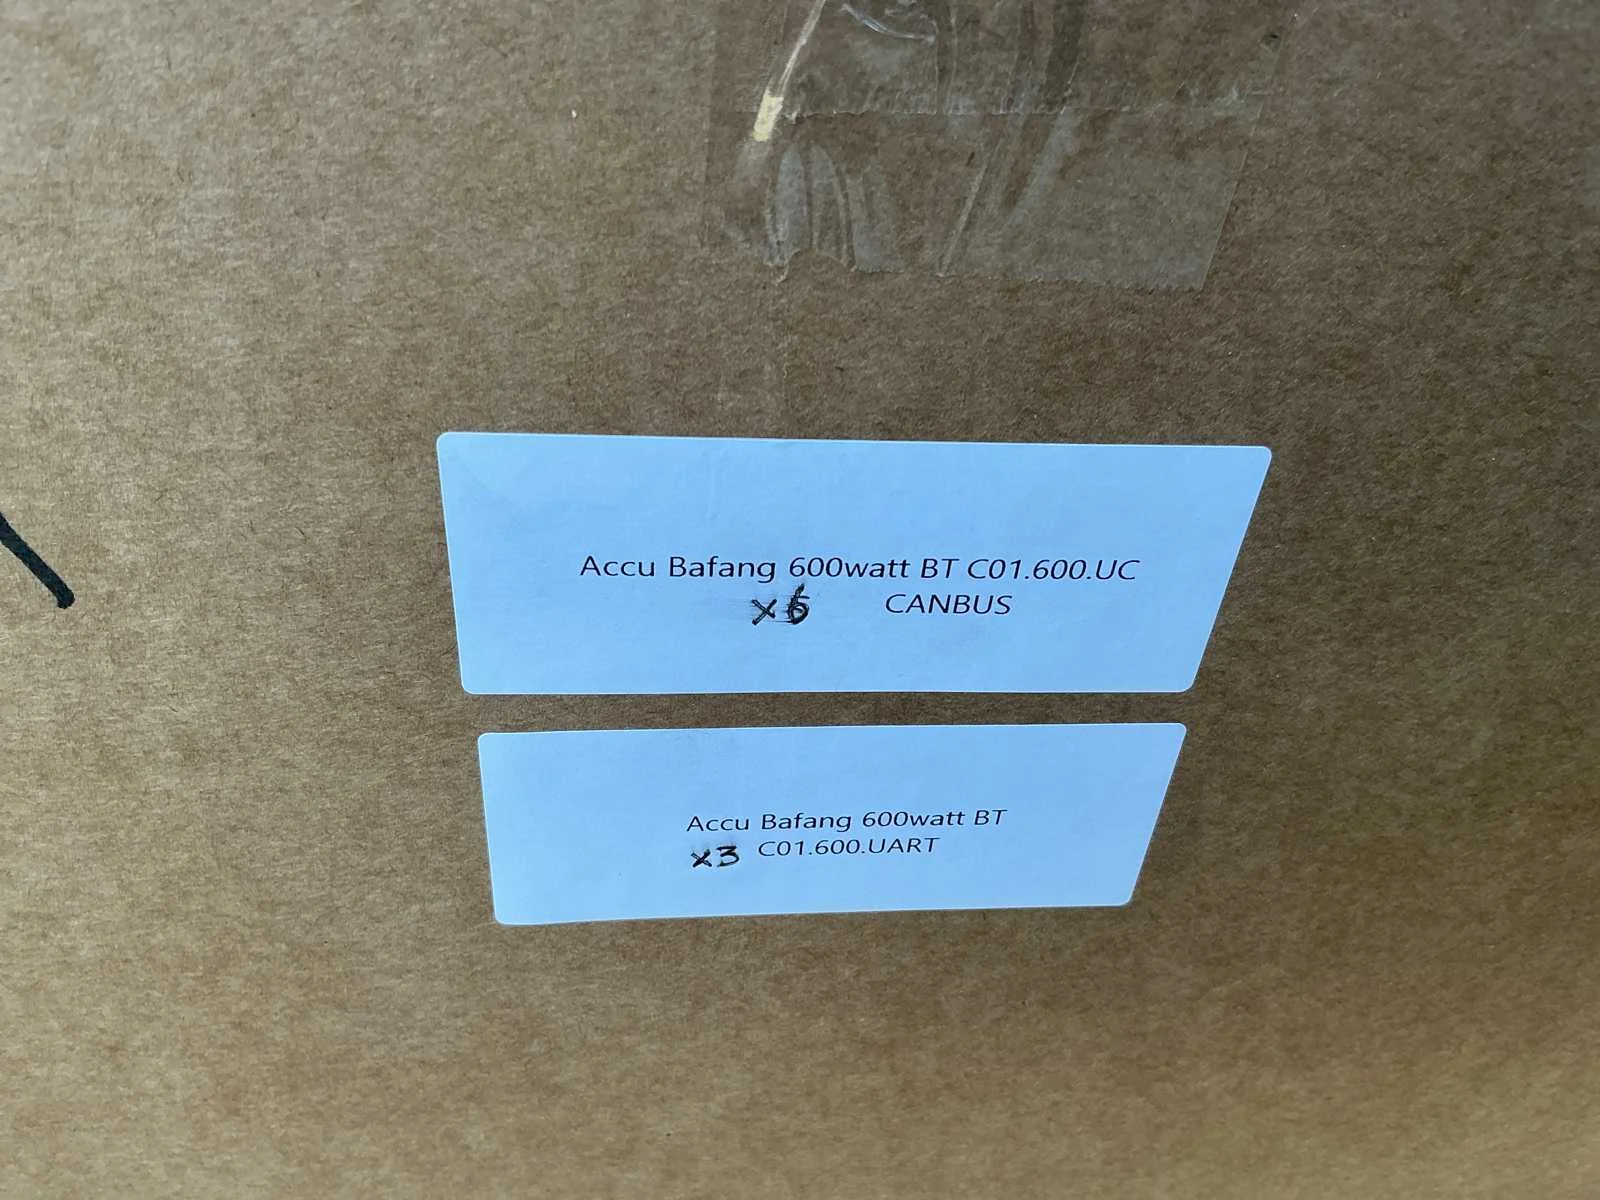 Accu Bafang 600watt BT C01.600.UC
CANBUS
Accu Bafang 600watt BT
x3 C01.600.UART